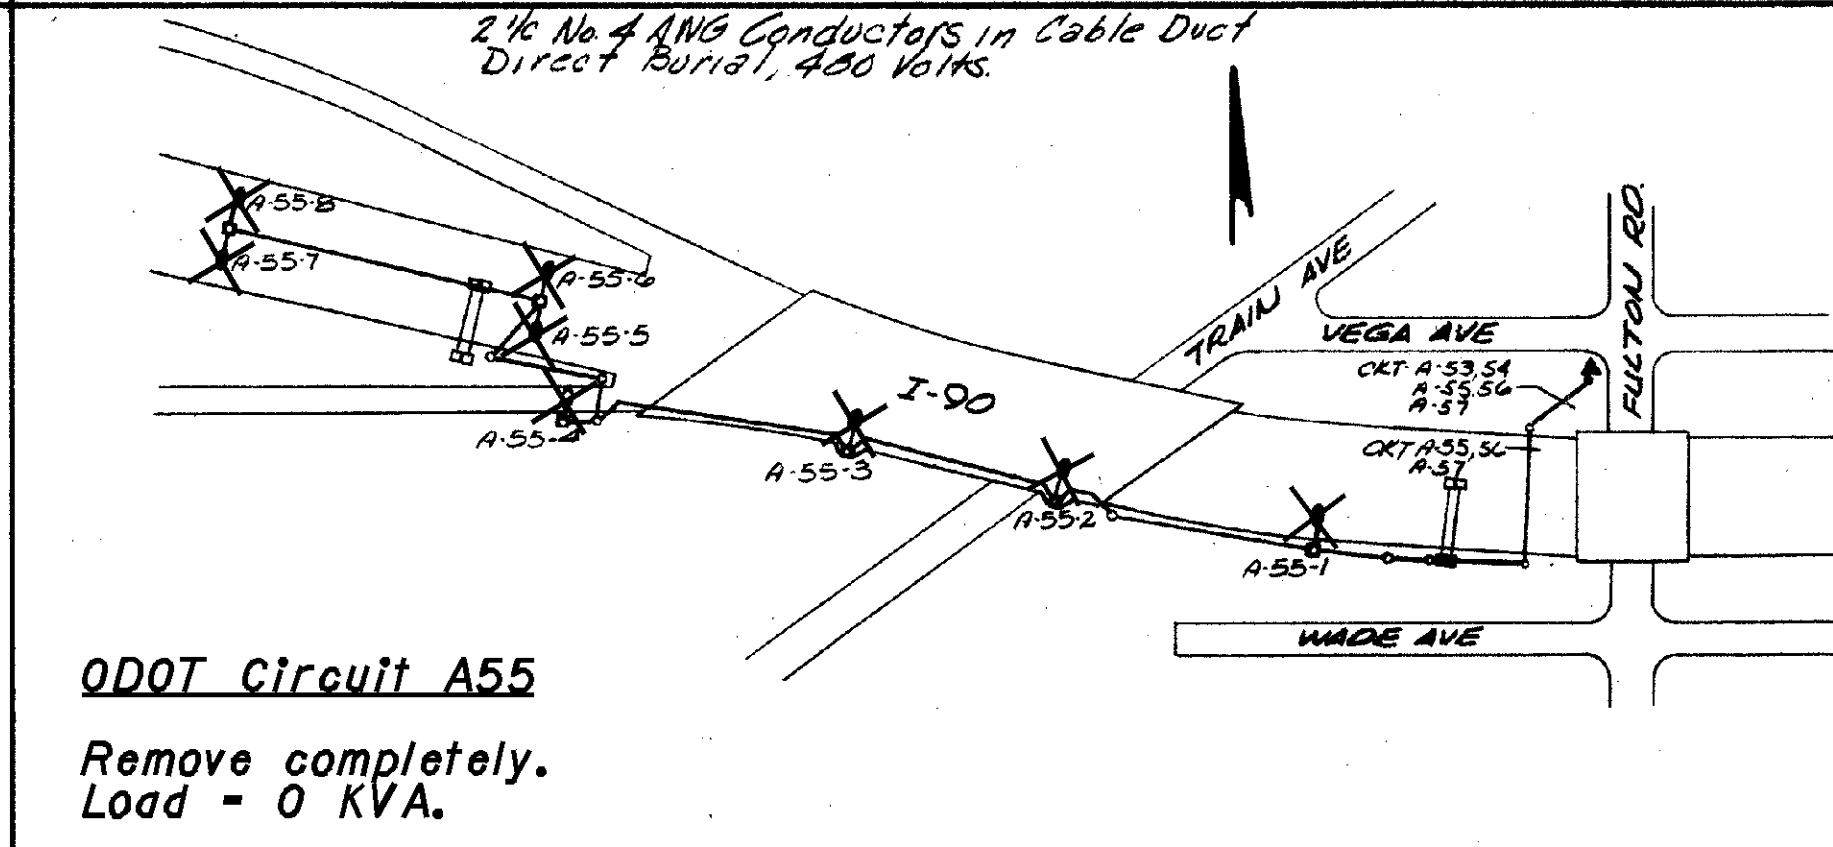 2 1/c No. 4 ANG Conductors in Cable Duct
Direct Burial, 480 Volts.
A-55-8
A-55-7
A-55-6
A-55-5
A-55-4
A-55-3
A-55-2
A-55-1
I-90
TRAIN AVE
VEGA AVE
FULTON RD.
CKT A-53,54
A-55,56
A-57
CKT A-55,56
A-57
WADE AVE
ODOT Circuit A55
Remove completely.
Load - 0 KVA.